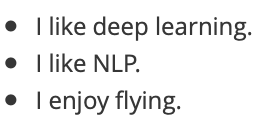 • I like deep learning.
• I like NLP.
• I enjoy flying.